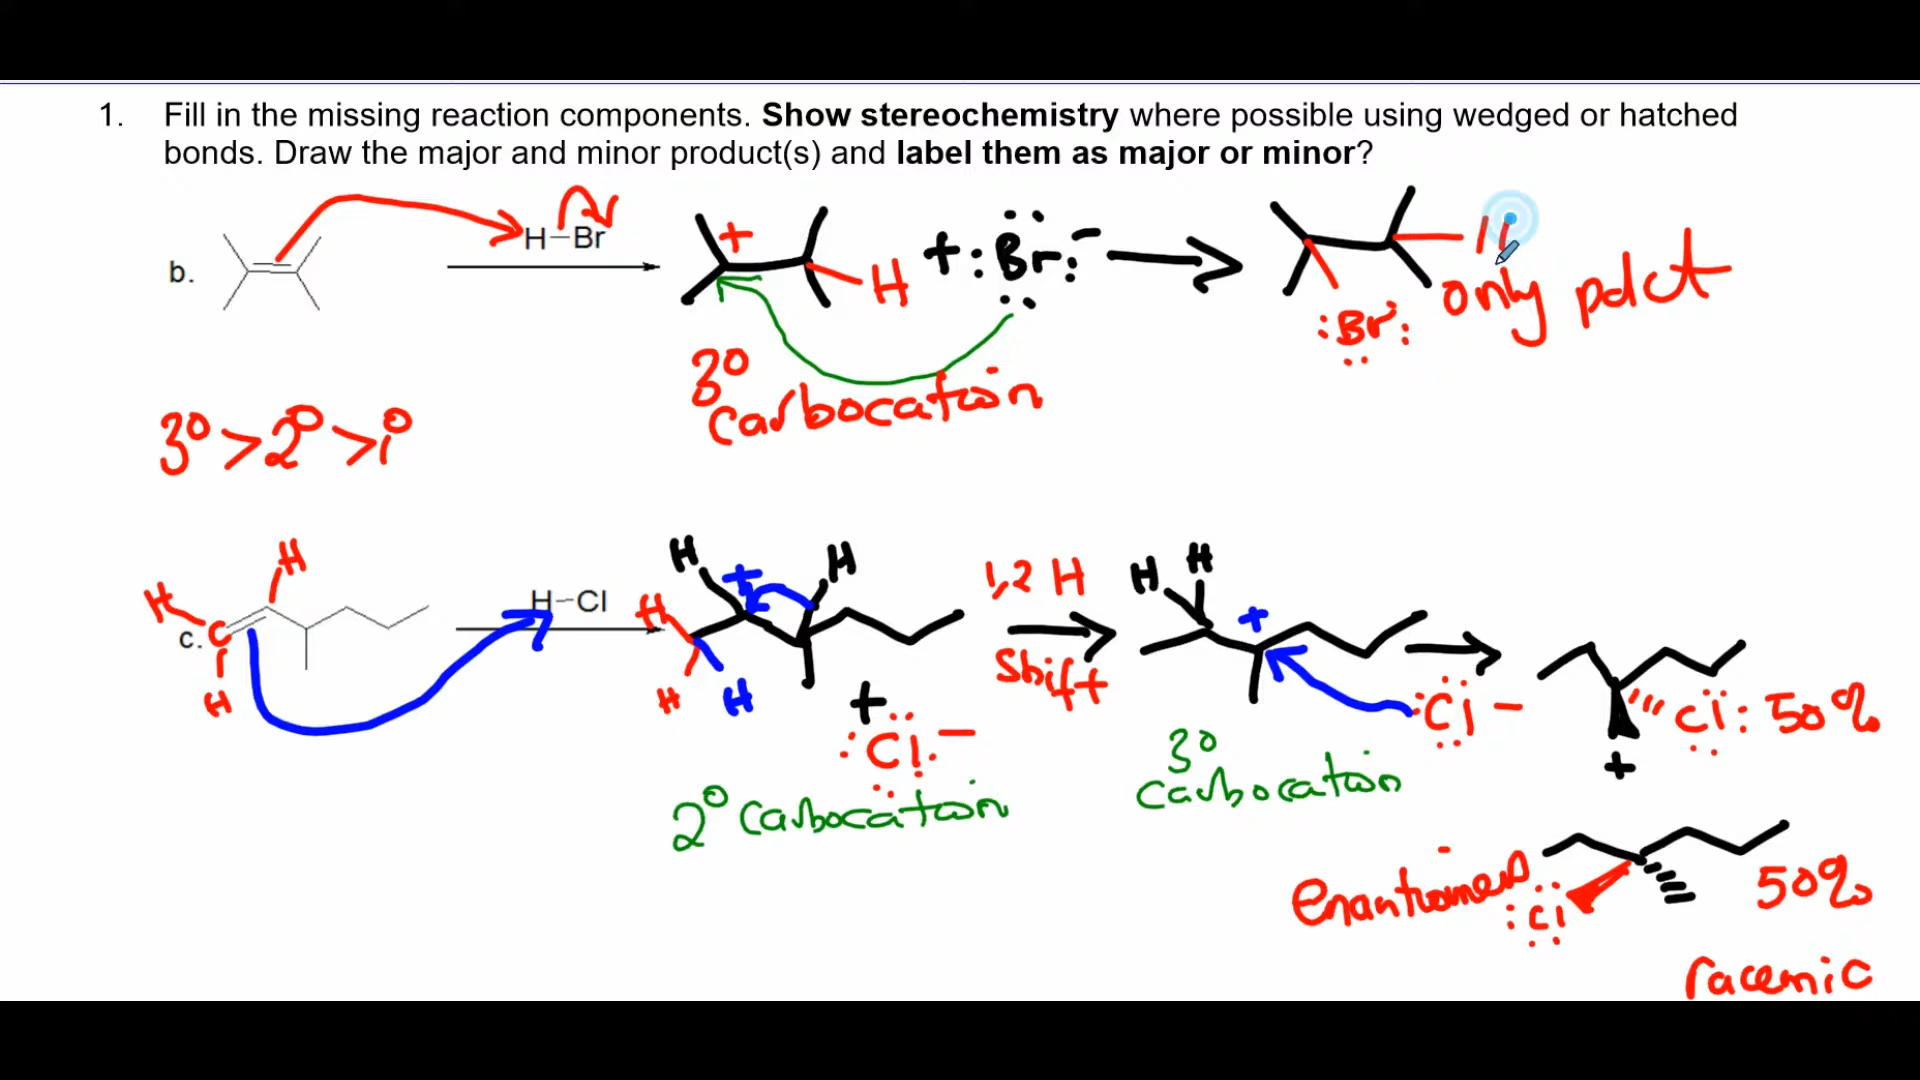 1. Fill in the missing reaction components. Show stereochemistry where possible using wedged or hatched
bonds. Draw the major and minor product(s) and label them as major or minor?
b.
H-Br
+
H
+ :Br: -
:Br:
only pdct
3° carbocation
3° > 2° > 1°
c.
H
H
C
H
H-Cl
H
+
H
H
H
H
+
:Cl: -
2° carbocation
1,2 H
Shift
H
H
+
:Cl: -
3° carbocation
Cl: 50%
+
:Cl
50%
enantiomers
racemic